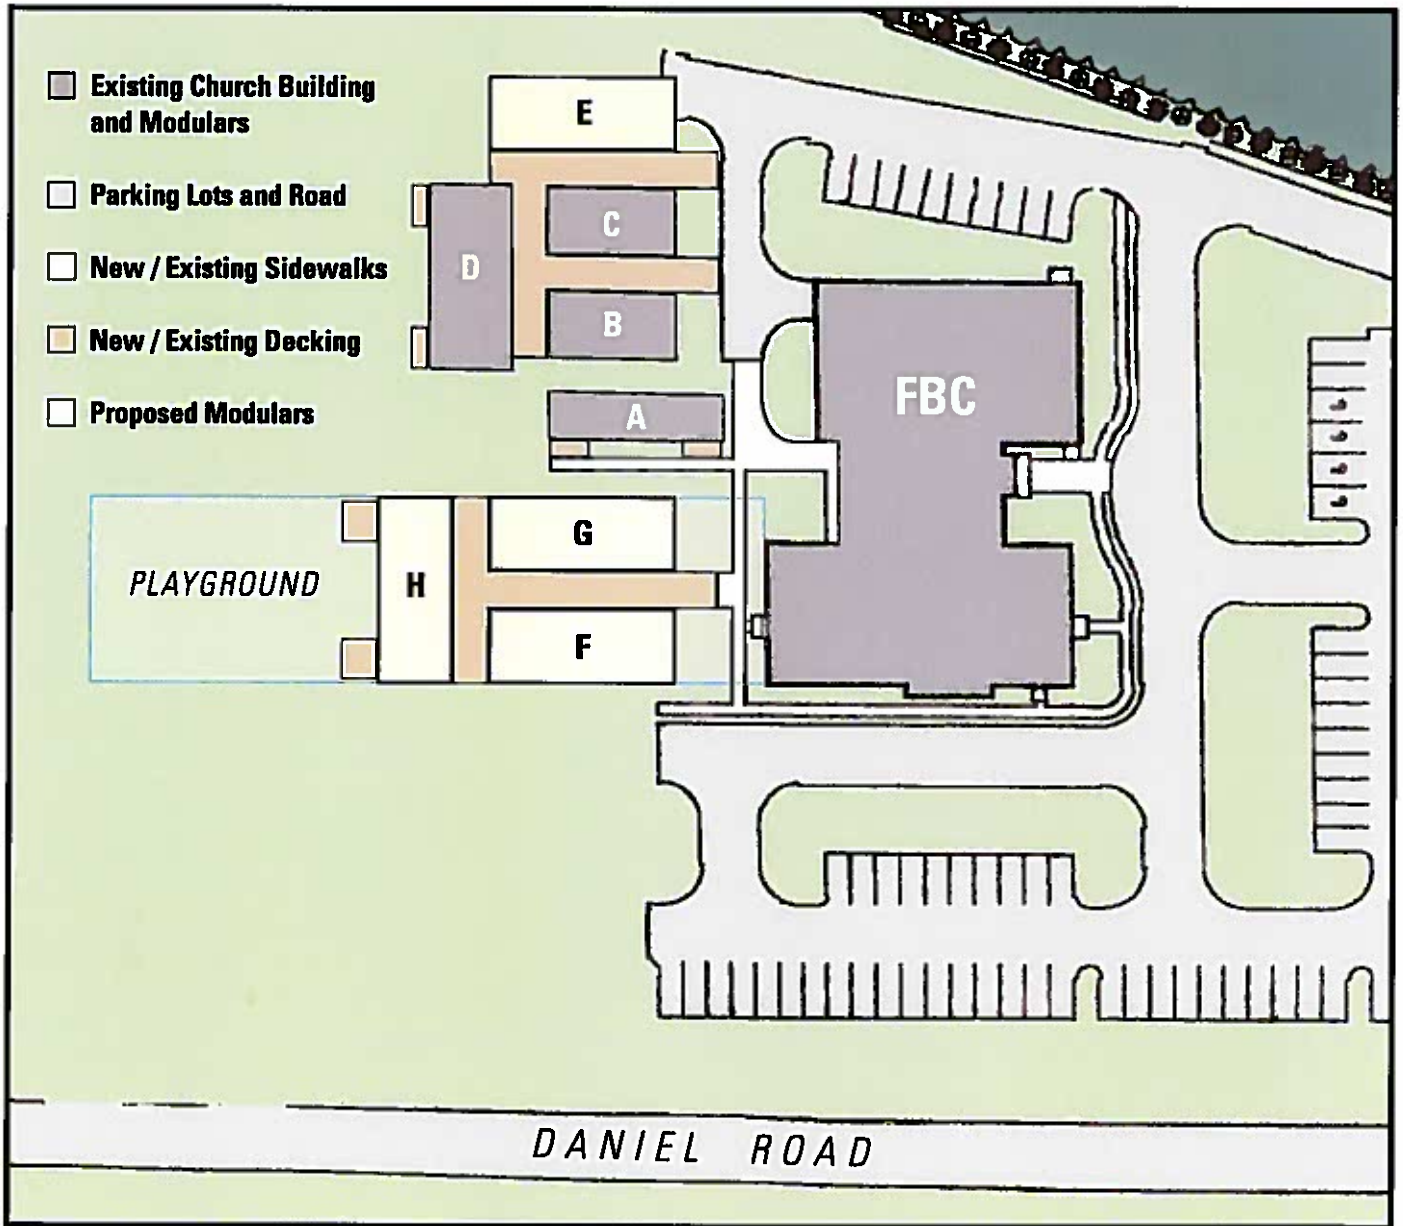 Existing Church Building
and Modulars
Parking Lots and Road
New / Existing Sidewalks
New / Existing Decking
Proposed Modulars
E
C
D
B
A
FBC
G
PLAYGROUND
H
F
DANIEL ROAD